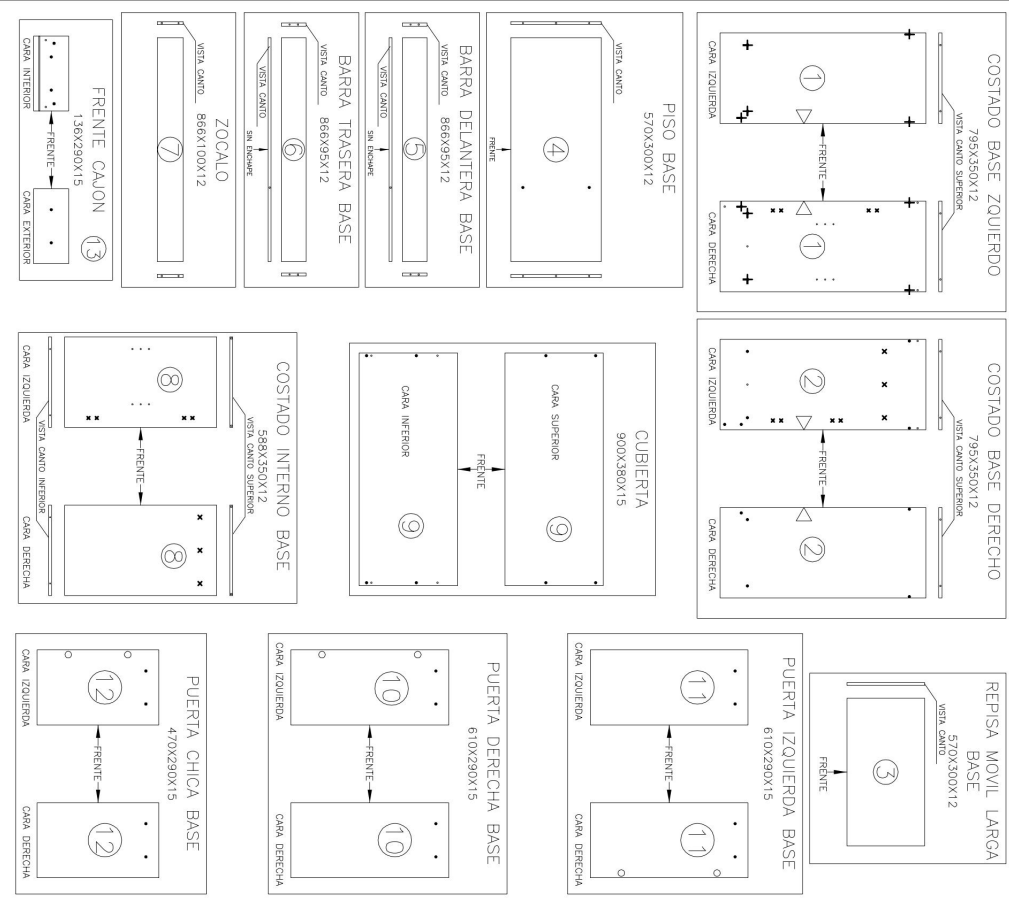 COSTADO BASE ZQUIERDO
795X350X12
VISTA CANTO SUPERIOR
1
FRENTE
1
CARA IZQUIERDA
CARA DERECHA
COSTADO BASE DERECHO
795X350X12
VISTA CANTO SUPERIOR
2
FRENTE
2
CARA IZQUIERDA
CARA DERECHA
REPISA MOVIL LARGA
BASE
570X300X12
VISTA CANTO
3
FRENTE
PISO BASE
570X300X12
VISTA CANTO
4
FRENTE
BARRA DELANTERA BASE
866X95X12
VISTA CANTO
5
VISTA CANTO
SIN ENCHAPE
BARRA TRASERA BASE
866X95X12
VISTA CANTO
6
VISTA CANTO
SIN ENCHAPE
ZOCALO
866X100X12
VISTA CANTO
7
FRENTE CAJON
136X290X15
13
FRENTE
CARA INTERIOR
CARA EXTERIOR
CUBIERTA
900X380X15
CARA SUPERIOR
9
FRENTE
CARA INFERIOR
9
COSTADO INTERNO BASE
588X350X12
VISTA CANTO SUPERIOR
8
FRENTE
8
VISTA CANTO INFERIOR
CARA IZQUIERDA
CARA DERECHA
PUERTA IZQUIERDA BASE
610X290X15
11
FRENTE
11
CARA IZQUIERDA
CARA DERECHA
PUERTA DERECHA BASE
610X290X15
10
FRENTE
10
CARA IZQUIERDA
CARA DERECHA
PUERTA CHICA BASE
470X290X15
12
FRENTE
12
CARA IZQUIERDA
CARA DERECHA